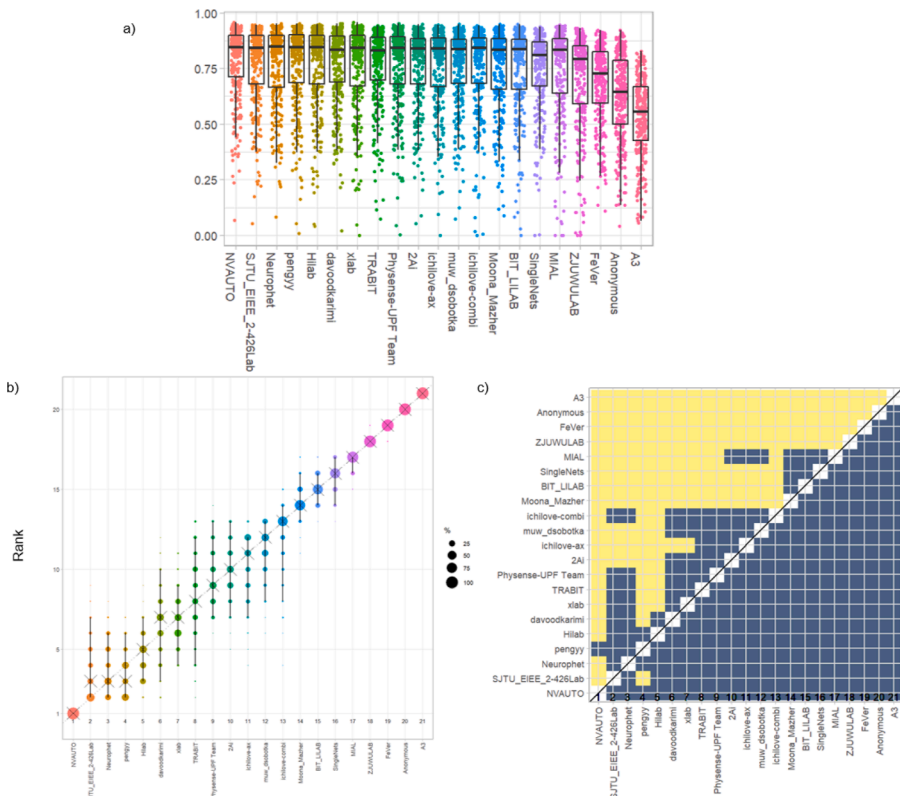 a)
1.00
0.75
0.50
0.25
0.00
NVAUTO
SJTU_EIEE_2-426Lab
Neurophet
pengyy
Hilab
davoodkarimi
xlab
TRABIT
Physense-UPF Team
2Ai
ichilove-ax
muw_dsobotka
ichilove-combi
Moona_Mazher
BIT_LILAB
SingleNets
MIAL
ZJUWULAB
FeVer
Anonymous
A3
b)
Rank
20
15
10
5
1
2
3
4
5
6
7
8
9
10
11
12
13
14
15
16
17
18
19
20
21
NVAUTO
SJTU_EIEE_2-426Lab
Neurophet
pengyy
Hilab
davoodkarimi
xlab
TRABIT
Physense-UPF Team
2Ai
ichilove-ax
muw_dsobotka
ichilove-combi
Moona_Mazher
BIT_LILAB
SingleNets
MIAL
ZJUWULAB
FeVer
Anonymous
A3
%
25
50
75
100
c)
A3
Anonymous
FeVer
ZJUWULAB
MIAL
SingleNets
BIT_LILAB
Moona_Mazher
ichilove-combi
muw_dsobotka
ichilove-ax
2Ai
Physense-UPF Team
TRABIT
xlab
davoodkarimi
Hilab
pengyy
Neurophet
SJTU_EIEE_2-426Lab
NVAUTO
1 2 3 4 5 6 7 8 9 10 11 12 13 14 15 16 17 18 19 20 21
NVAUTO
SJTU_EIEE_2-426Lab
Neurophet
pengyy
Hilab
davoodkarimi
xlab
TRABIT
Physense-UPF Team
2Ai
ichilove-ax
muw_dsobotka
ichilove-combi
Moona_Mazher
BIT_LILAB
SingleNets
MIAL
ZJUWULAB
FeVer
Anonymous
A3